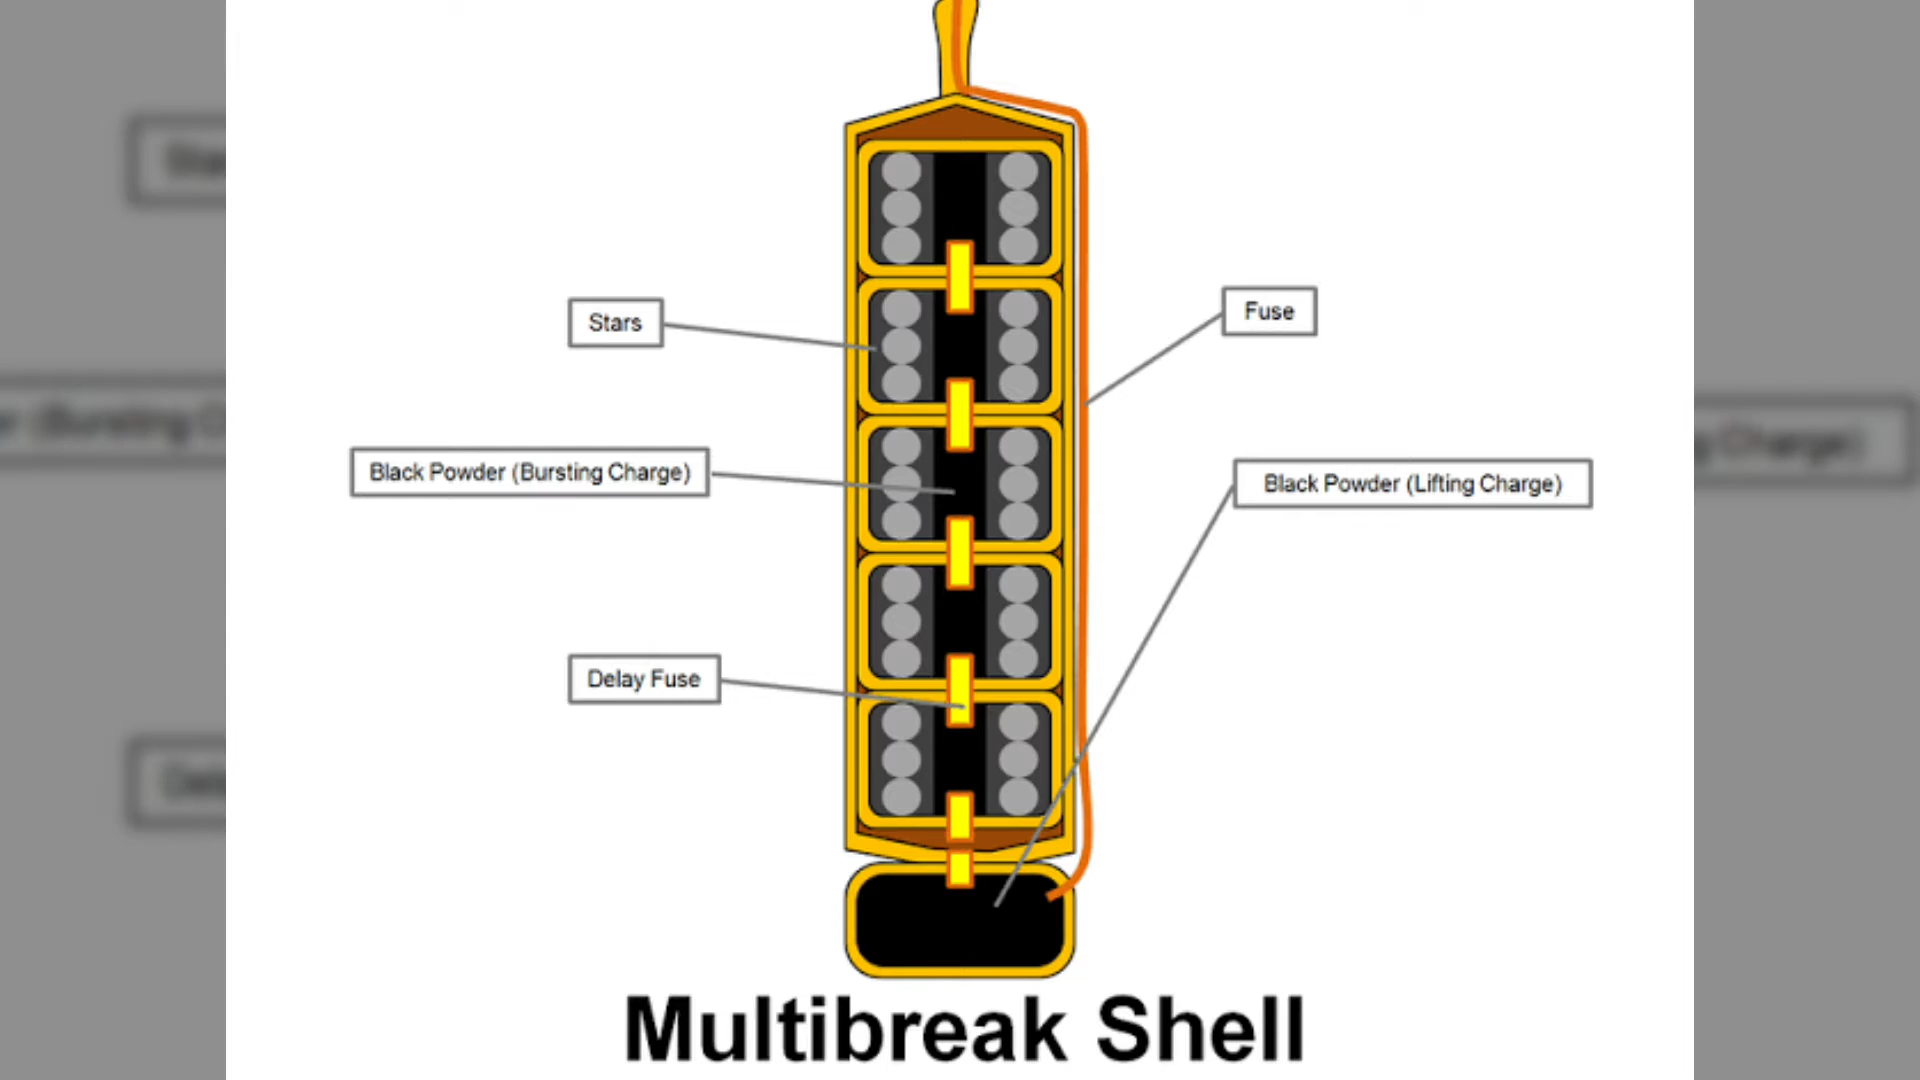 Stars
Fuse
Black Powder (Bursting Charge)
Black Powder (Lifting Charge)
Delay Fuse
Multibreak Shell